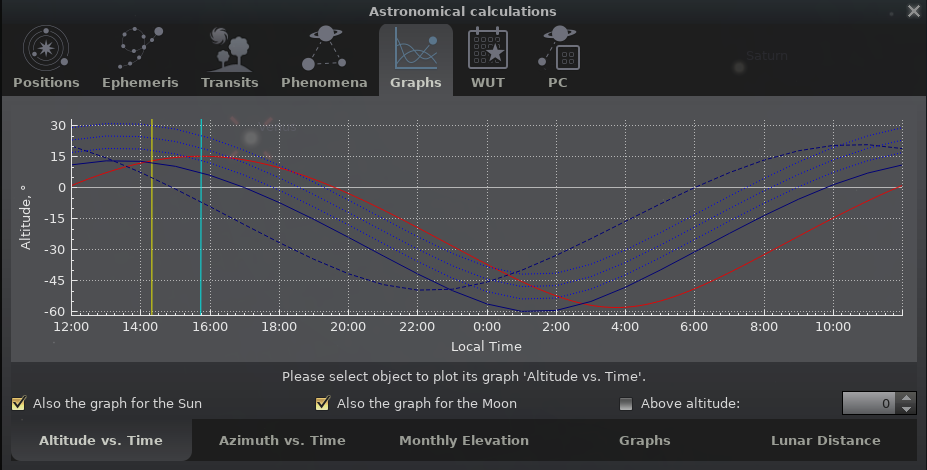 Astronomical calculations
Positions Ephemeris Transits Phenomena Graphs WUT PC
Saturn
30
15
0
-15
-30
-45
-60
Altitude, °
12:00 14:00 16:00 18:00 20:00 22:00 0:00 2:00 4:00 6:00 8:00 10:00
Local Time
Please select object to plot its graph 'Altitude vs. Time'.
Also the graph for the Sun Also the graph for the Moon Above altitude: 0
Altitude vs. Time Azimuth vs. Time Monthly Elevation Graphs Lunar Distance